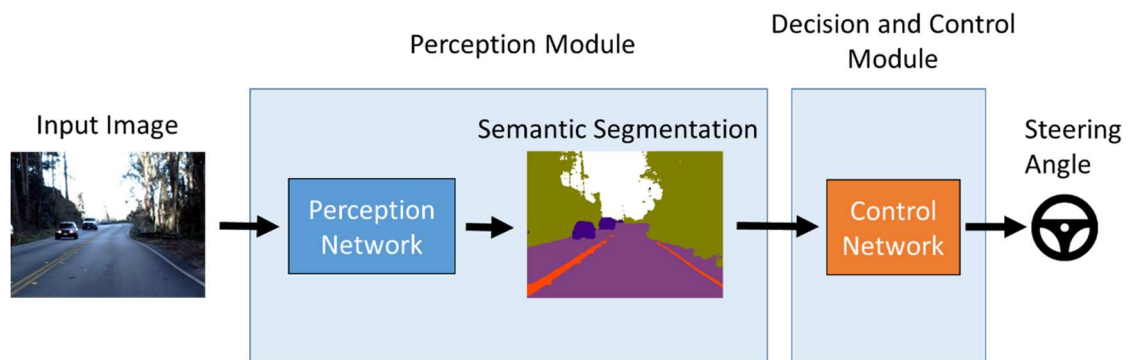 Perception Module
Decision and Control
Module
Input Image
Semantic Segmentation
Steering
Angle
Perception
Network
Control
Network